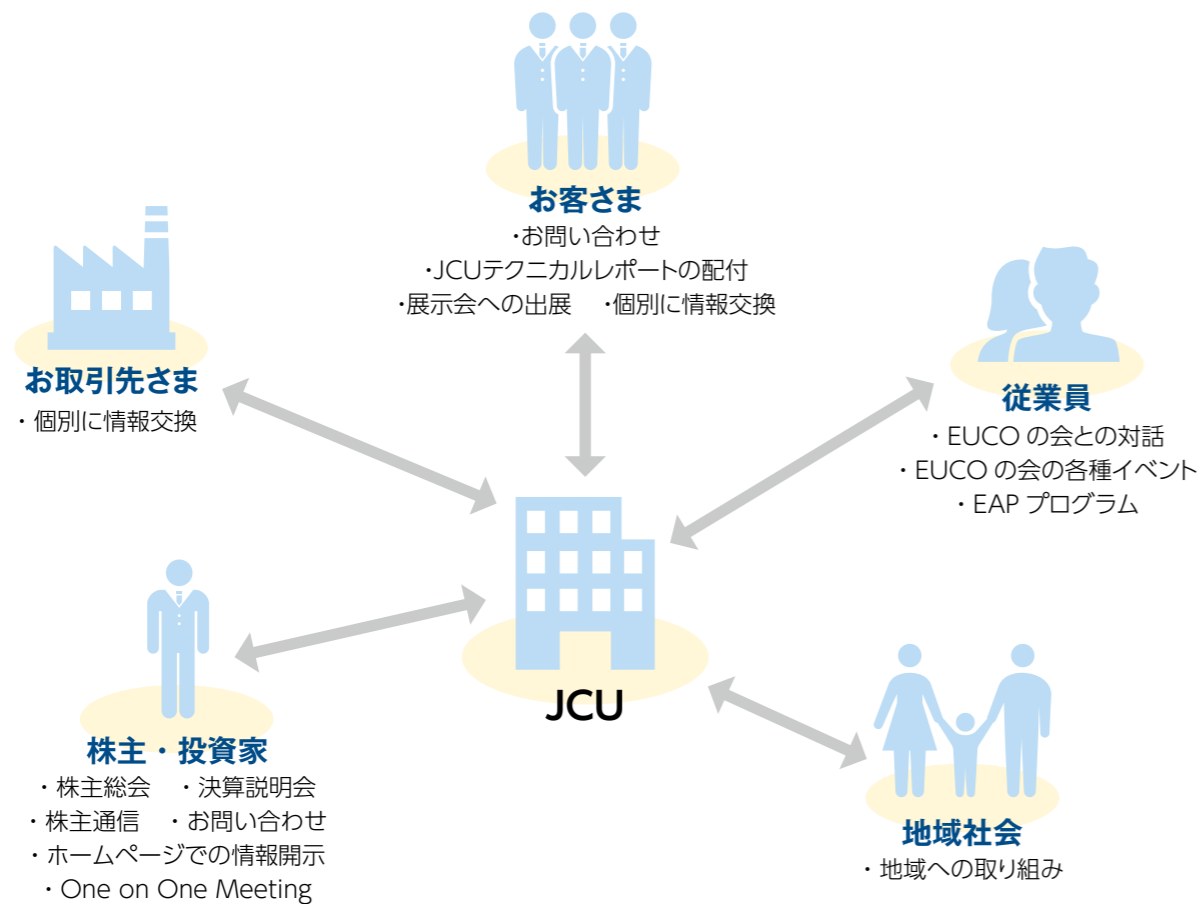 お客さま
・お問い合わせ
・JCUテクニカルレポートの配付
・展示会への出展　・個別に情報交換
お取引先さま
・個別に情報交換
従業員
・EUCO の会との対話
・EUCO の会の各種イベント
・EAP プログラム
JCU
株主・投資家
・株主総会　・決算説明会
・株主通信　・お問い合わせ
・ホームページでの情報開示
・One on One Meeting
地域社会
・地域への取り組み